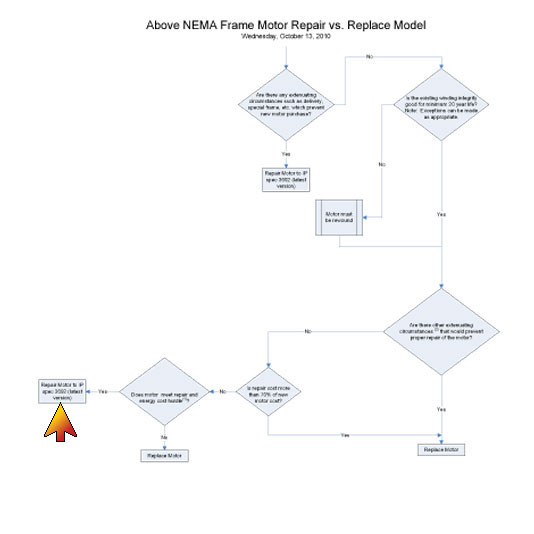 Above NEMA Frame Motor Repair vs. Replace Model
Wednesday, October 13, 2010
No
Are there any extenuating
circumstances such as delivery,
special frame, etc. which prevent
new motor purchase?
Is the existing winding integrity
good for minimum 20 year life?
Note: Exceptions can be made
as appropriate.
Yes
No
Repair Motor to IP
spec 3692 (latest
version)
Motor must
be rewound
Yes
Are there other extenuating
circumstances that would prevent
proper repair of the motor?
No
Repair Motor to IP
spec 3692 (latest
version)
Yes
Does motor meet repair and
energy cost hurdle ?
No
Is repair cost more
than 70% of new
motor cost?
Yes
No
Yes
Replace Motor
Replace Motor